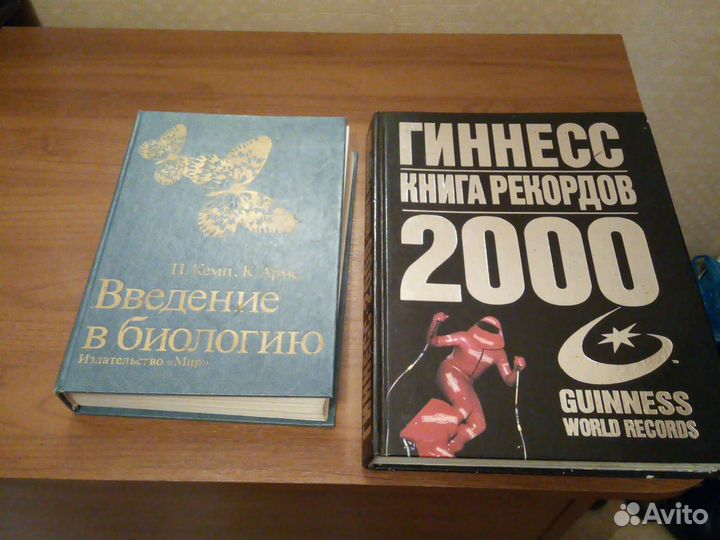 П. Кемп, К. Армс
Введение
в биологию
Издательство «Мир»
ГИННЕСС
КНИГА РЕКОРДОВ
2000
GUINNESS
WORLD RECORDS
Avito